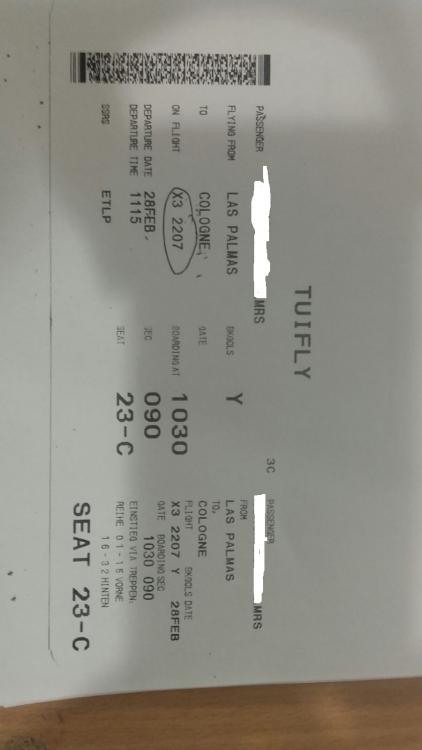 TUIFLY
3C
PASSENGER MRS
FLYING FROM LAS PALMAS BKGCLS Y
TO COLOGNE GATE
ON FLIGHT X3 2207 BOARDING AT 1030
DEPARTURE DATE 28FEB SEC 090
DEPARTURE TIME 1115
SEAT 23-C
SSRS ETLP
PASSENGER
MRS
FROM
LAS PALMAS
TO
COLOGNE
FLIGHT BKGCLS DATE
X3 2207 Y 28FEB
GATE BOARDING SEC
1030 090
EINSTIEG VIA TREPPEN:
REIHE 01-15 VORNE
16-32 HINTEN
SEAT 23-C